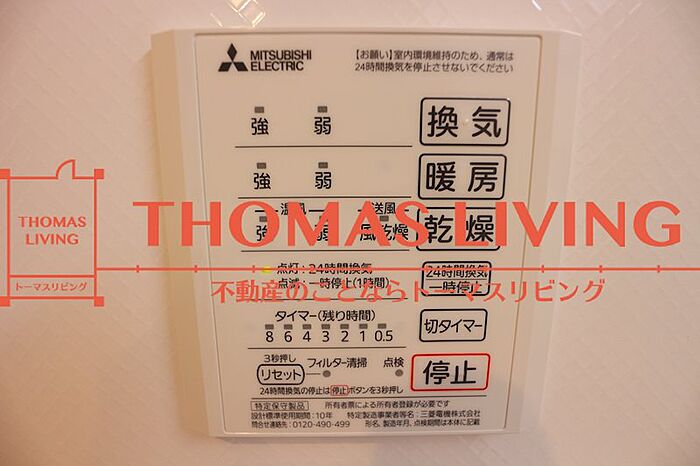 MITSUBISHI
ELECTRIC
【お願い】室内環境維持のため、通常は
24時間換気を停止させないでください
強 弱 換気
強 弱 暖房
温風 送風
強 弱 風乾燥 乾燥
点灯:24時間換気
点滅:一時停止(1時間)
24時間換気
一時停止
タイマー(残り時間)
8 6 4 3 2 1 0.5
切タイマー
3秒押し
リセット フィルター清掃 点検
停止
24時間換気の停止は停止ボタンを3秒押し
特定保守製品 所有者票による所有者登録が必要です
設計標準使用期間:10年 特定製造事業者等名:三菱電機株式会社
問合せ連絡先:0120-490-499 形名、製造年月、点検期間は本体に記載
THOMAS
LIVING
トーマスリビング
THOMAS LIVING
不動産のことならトーマスリビング